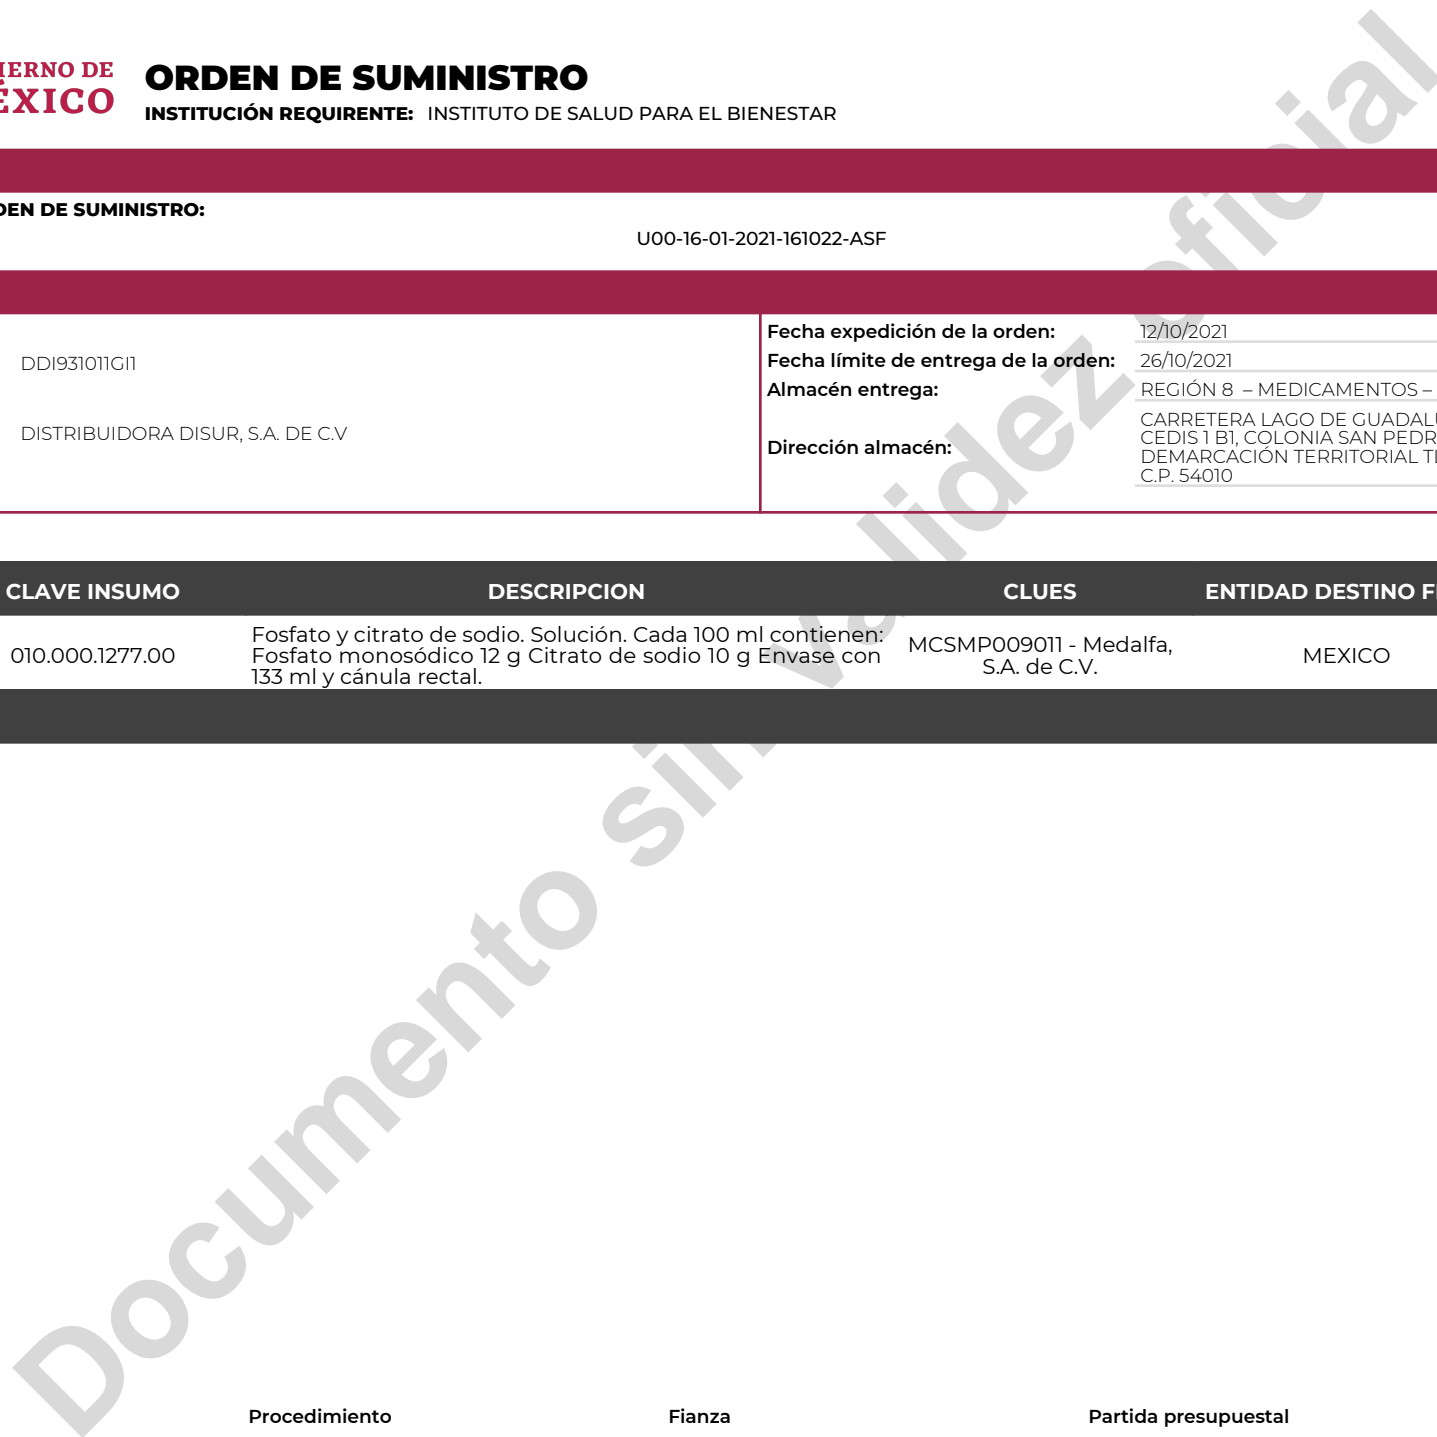 IERNO DE
ÉXICO
ORDEN DE SUMINISTRO
INSTITUCIÓN REQUIRENTE: INSTITUTO DE SALUD PARA EL BIENESTAR
DEN DE SUMINISTRO:
U00-16-01-2021-161022-ASF
DDI931011GI1
DISTRIBUIDORA DISUR, S.A. DE C.V
Fecha expedición de la orden: 12/10/2021
Fecha límite de entrega de la orden: 26/10/2021
Almacén entrega: REGIÓN 8 – MEDICAMENTOS –
Dirección almacén:
CARRETERA LAGO DE GUADALU
CEDIS 1 B1, COLONIA SAN PEDR
DEMARCACIÓN TERRITORIAL TL
C.P. 54010
CLAVE INSUMO DESCRIPCION CLUES ENTIDAD DESTINO FI
010.000.1277.00
Fosfato y citrato de sodio. Solución. Cada 100 ml contienen:
Fosfato monosódico 12 g Citrato de sodio 10 g Envase con
133 ml y cánula rectal.
MCSMP009011 - Medalfa,
S.A. de C.V.
MEXICO
Documento sin validez oficial
Procedimiento Fianza Partida presupuestal